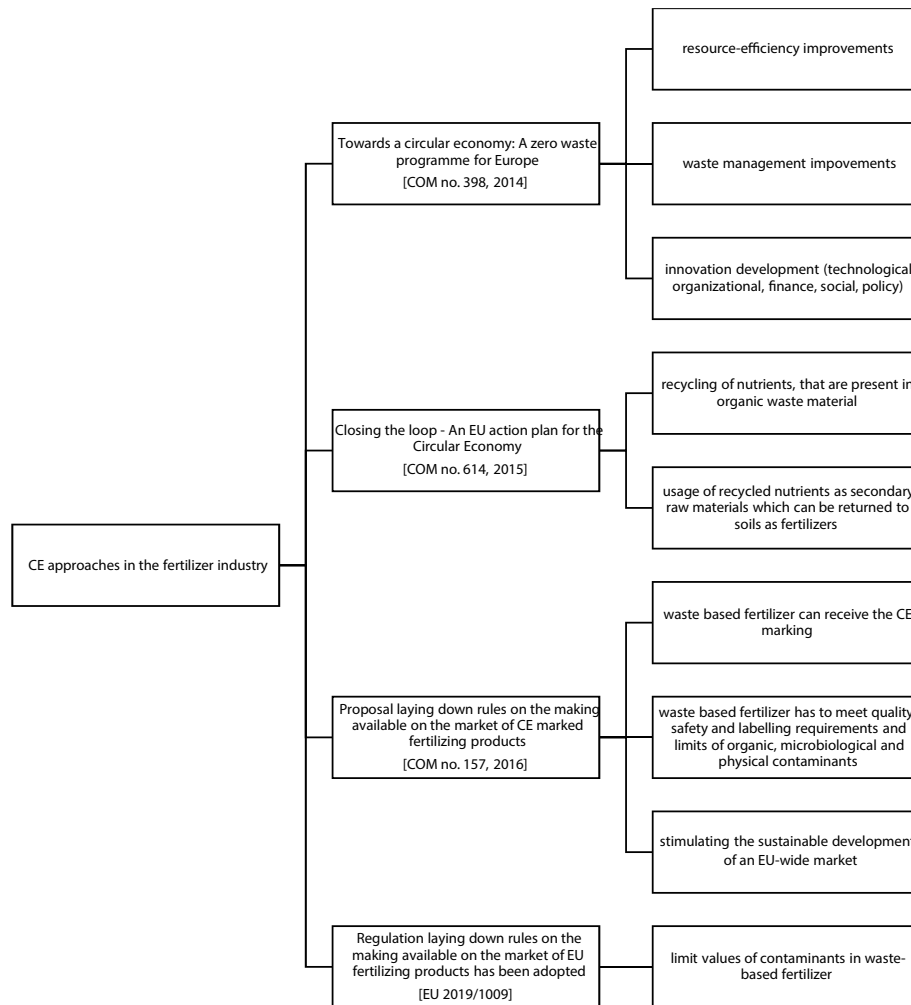 resource-efficiency improvements
Towards a circular economy: A zero waste
programme for Europe
[COM no. 398, 2014]
waste management impovements
innovation development (technological
organizational, finance, social, policy)
recycling of nutrients, that are present in
organic waste material
Closing the loop - An EU action plan for the
Circular Economy
[COM no. 614, 2015]
usage of recycled nutrients as secondary
raw materials which can be returned to
soils as fertilizers
CE approaches in the fertilizer industry
waste based fertilizer can receive the CE
marking
Proposal laying down rules on the making
available on the market of CE marked
fertilizing products
[COM no. 157, 2016]
waste based fertilizer has to meet quality
safety and labelling requirements and
limits of organic, microbiological and
physical contaminants
stimulating the sustainable development
of an EU-wide market
Regulation laying down rules on the
making available on the market of EU
fertilizing products has been adopted
[EU 2019/1009]
limit values of contaminants in waste-
based fertilizer